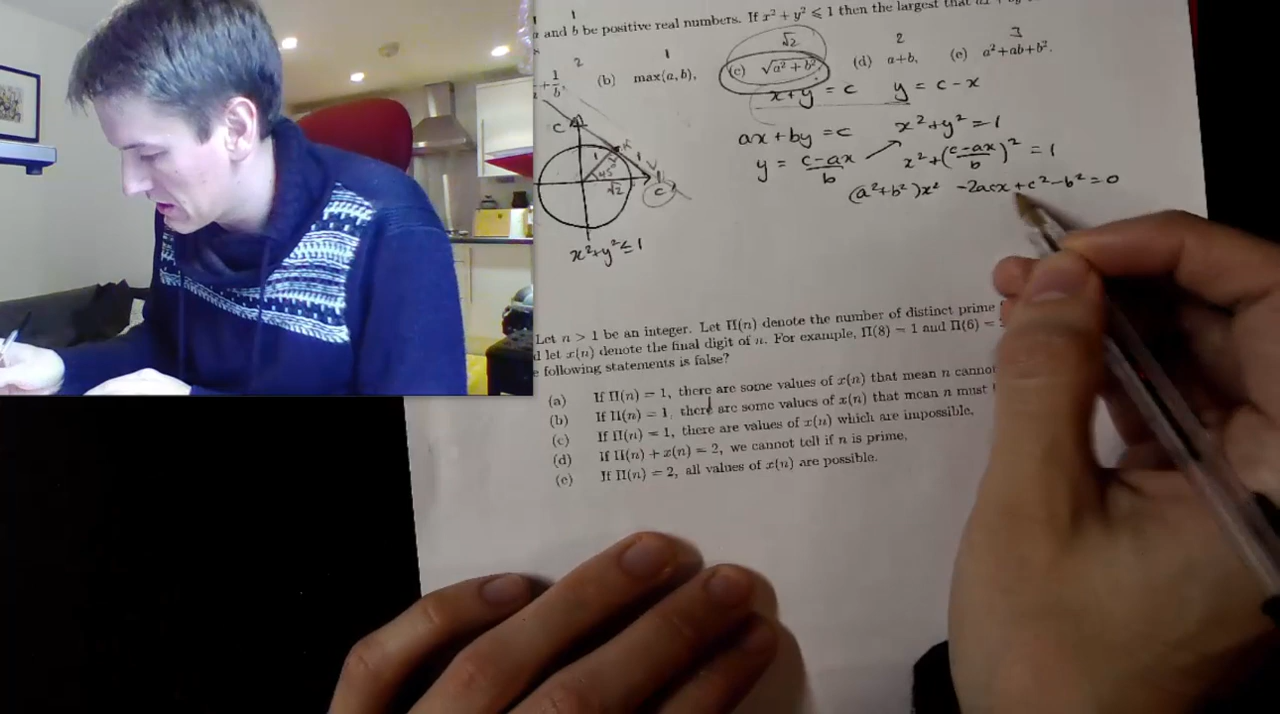 1
a and b be positive real numbers. If x² + y² ⩽ 1 then the largest that
1/b, 2 (b) max(a, b), 1 (c) √(a² + b²) √2 (d) a+b, 2 (e) a²+ab+b². 3
x+y = c y = c-x
c
ax+by = c x²+y² = 1
y = (c-ax)/b x²+((c-ax)/b)² = 1
(a²+b²)x² -2acx+c²-b²=0
1 1 45 √2 c
x²+y² ≤ 1
Let n > 1 be an integer. Let Π(n) denote the number of distinct prime
let x(n) denote the final digit of n. For example, Π(8) = 1 and Π(6) =
following statements is false?
(a) If Π(n) = 1, there are some values of x(n) that mean n
(b) If Π(n) = 1, there are some values of x(n) that mean n must
(c) If Π(n) = 1, there are values of x(n) which are impossible,
(d) If Π(n) + x(n) = 2, we cannot tell if n is prime,
(e) If Π(n) = 2, all values of x(n) are possible.